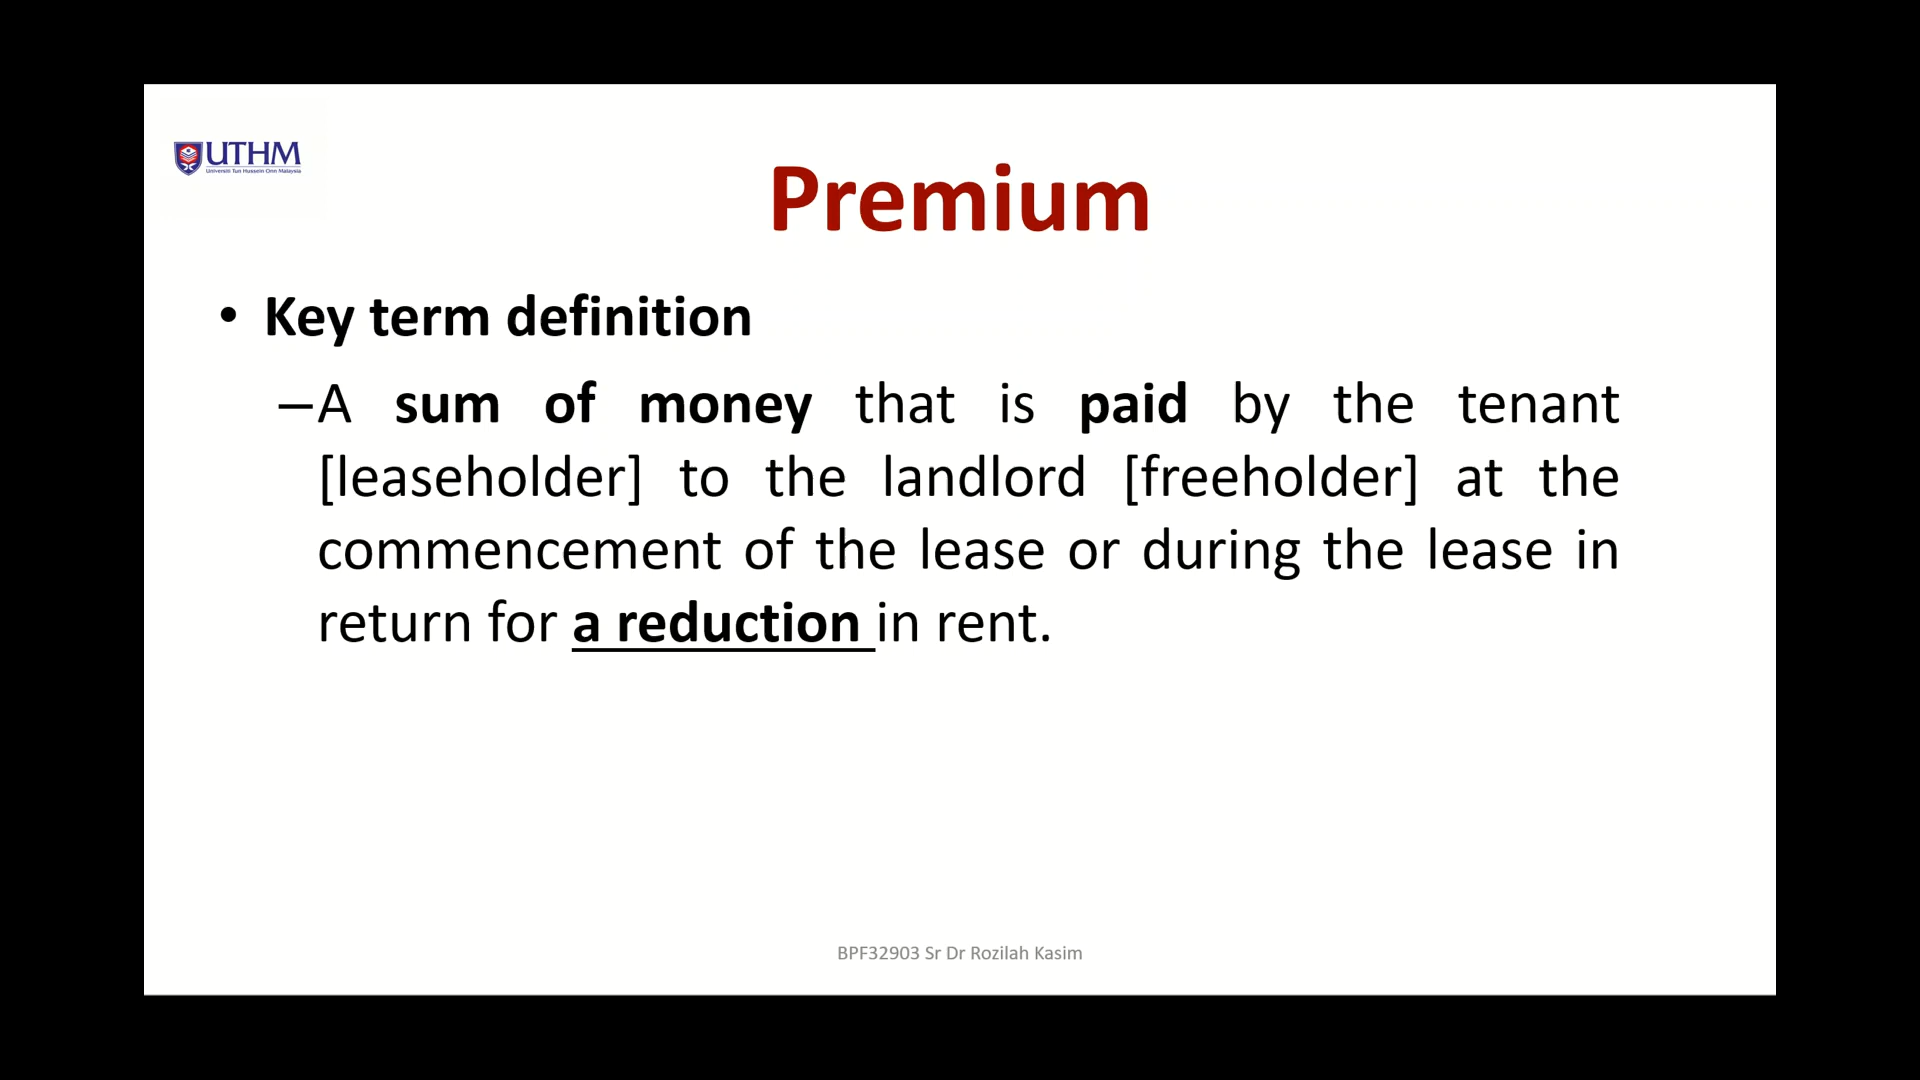 UTHM
Universiti Tun Hussein Onn Malaysia
Premium
• Key term definition
–A sum of money that is paid by the tenant
[leaseholder] to the landlord [freeholder] at the
commencement of the lease or during the lease in
return for a reduction in rent.
BPF32903 Sr Dr Rozilah Kasim